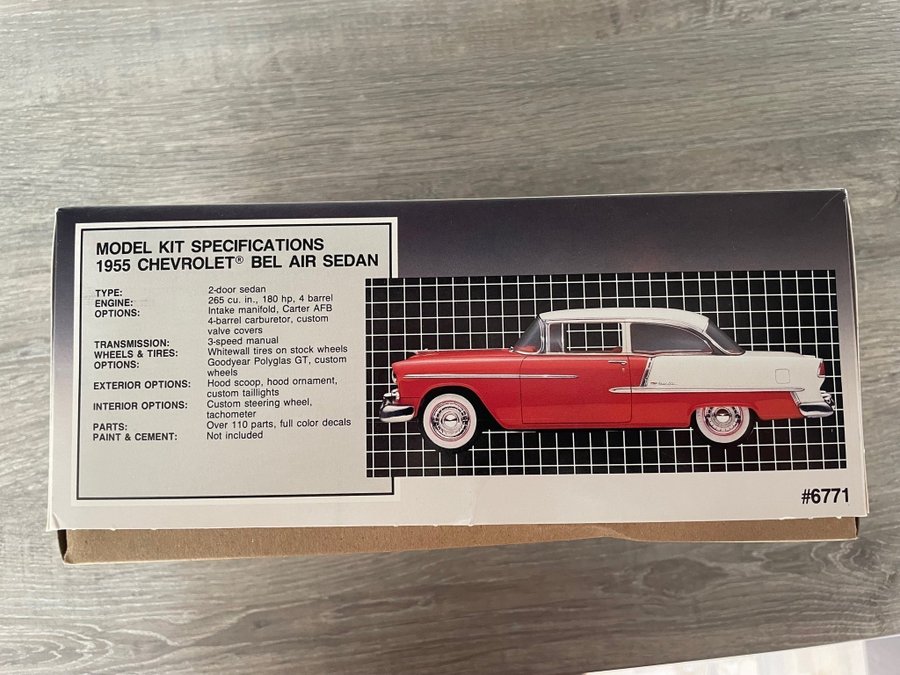 MODEL KIT SPECIFICATIONS
1955 CHEVROLET® BEL AIR SEDAN
TYPE: 2-door sedan
ENGINE: 265 cu. in., 180 hp, 4 barrel
OPTIONS: Intake manifold, Carter AFB
4-barrel carburetor, custom
valve covers
TRANSMISSION: 3-speed manual
WHEELS & TIRES: Whitewall tires on stock wheels
OPTIONS: Goodyear Polyglas GT, custom
wheels
EXTERIOR OPTIONS: Hood scoop, hood ornament,
custom taillights
INTERIOR OPTIONS: Custom steering wheel,
tachometer
PARTS: Over 110 parts, full color decals
PAINT & CEMENT: Not included
#6771